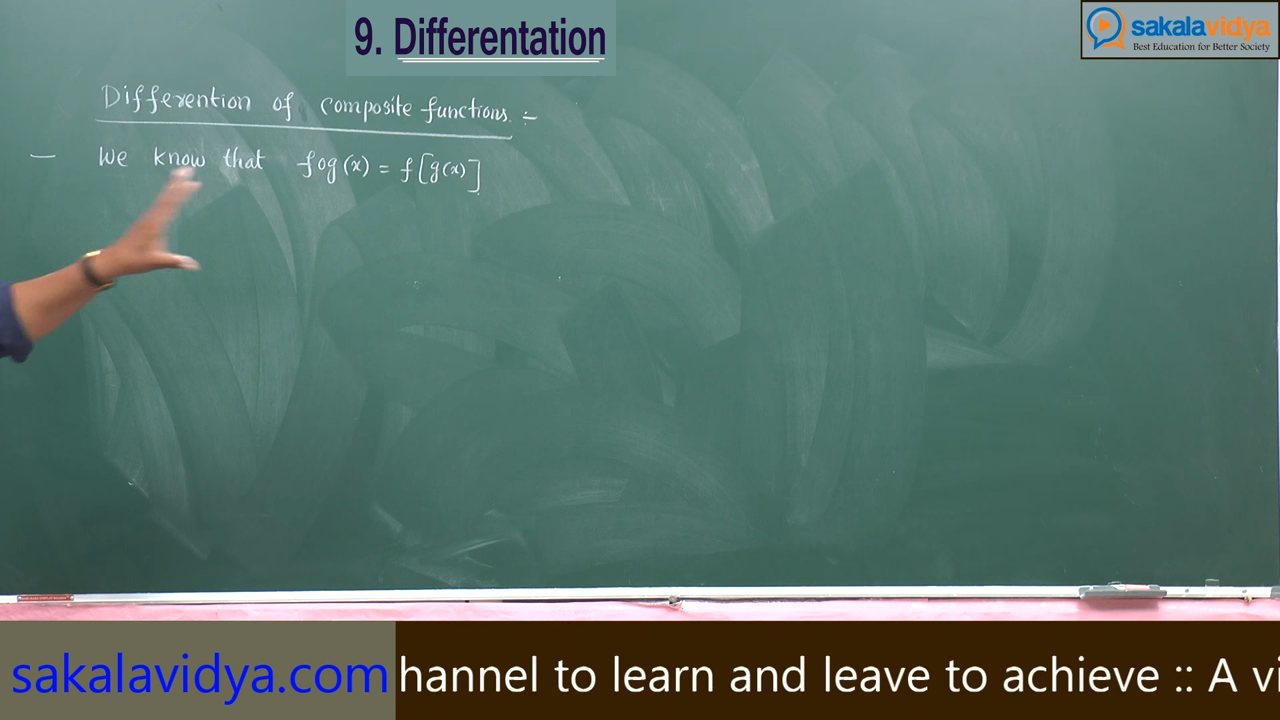 9. Differentation
sakalavidya
Best Education for Better Society
Differention of composite functions :-
— We know that fog(x) = f[g(x)]
sakalavidya.com hannel to learn and leave to achieve :: A vi